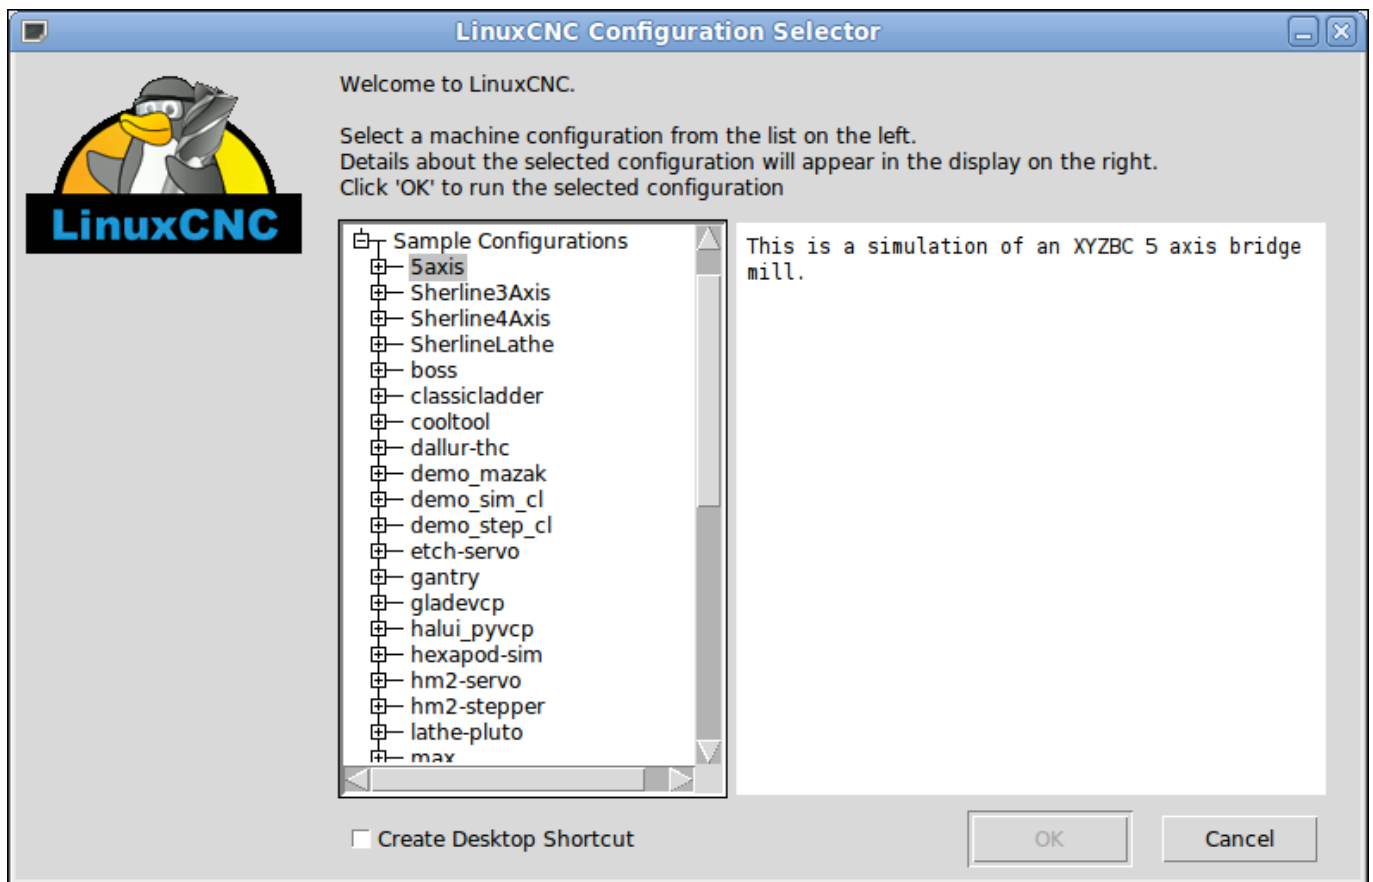 LinuxCNC Configuration Selector
LinuxCNC
Welcome to LinuxCNC.
Select a machine configuration from the list on the left.
Details about the selected configuration will appear in the display on the right.
Click 'OK' to run the selected configuration
Sample Configurations
5axis
Sherline3Axis
Sherline4Axis
SherlineLathe
boss
classicladder
cooltool
dallur-thc
demo_mazak
demo_sim_cl
demo_step_cl
etch-servo
gantry
gladevcp
halui_pyvcp
hexapod-sim
hm2-servo
hm2-stepper
lathe-pluto
max
This is a simulation of an XYZBC 5 axis bridge
mill.
Create Desktop Shortcut
OK
Cancel